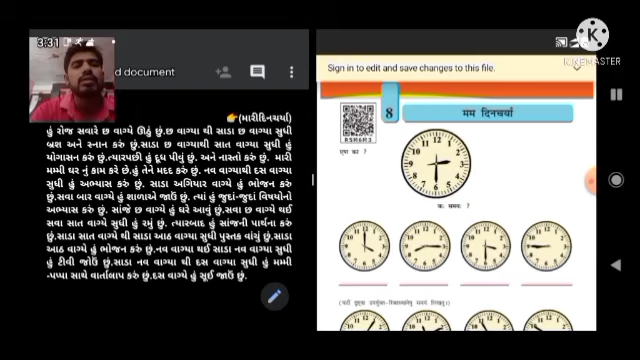 3:31
d document
👉(મારીદિનચર્યા)
હું રોજ સવારે છ વાગ્યે ઊઠું છું.છ વાગ્યા થી સાડા છ વાગ્યા સુધી
બ્રશ અને સ્નાન કરું છું.સાડા છ વાગ્યાથી સાત વાગ્યા સુધી હું
યોગાસન કરું છું.ત્યારપછી હું દૂધ પીવું છું. અને નાસ્તો કરું છું. મારી
મમ્મી ઘર નું કામ કરે છે.હું તેને મદદ કરું છું. નવ વાગ્યાથી દસ વાગ્યા
સુધી હું અભ્યાસ કરું છું. સાડા અગિયાર વાગ્યે હું ભોજન કરું
છું.સવા બાર વાગ્યે હું શાળાએ જાઉં છું. ત્યાં હું જુદાં-જુદાં વિષયોનો
અભ્યાસ કરું છું. સાંજે છ વાગ્યે હું ઘરે આવું છું.સવા છ વાગ્યે થઈ
સવા સાત વાગ્યે સુધી હું રમું છું. ત્યારબાદ હું સાંજની પાર્થના કરું
છું.સાડા સાત વાગ્યે થી સાડા આઠ વાગ્યે સુધી પુસ્તક વાંચું છું.સાડા
આઠ વાગ્યે હું ભોજન કરું છું.નવ વાગ્યા થઈ સાડા નવ વાગ્યા સુધી
હું ટીવી જોઉં છું.સાડા નવ વાગ્યા થી દસ વાગ્યા સુધી હું મમ્મી
-પપ્પા સાથે વાર્તાલાપ કરું છું.દસ વાગ્યે હું સૂઈ જાઉં છું.
KINEMASTER
Sign in to edit and save changes to this file.
8
मम दिनचर्या
R5M6R3
कः समयः ?